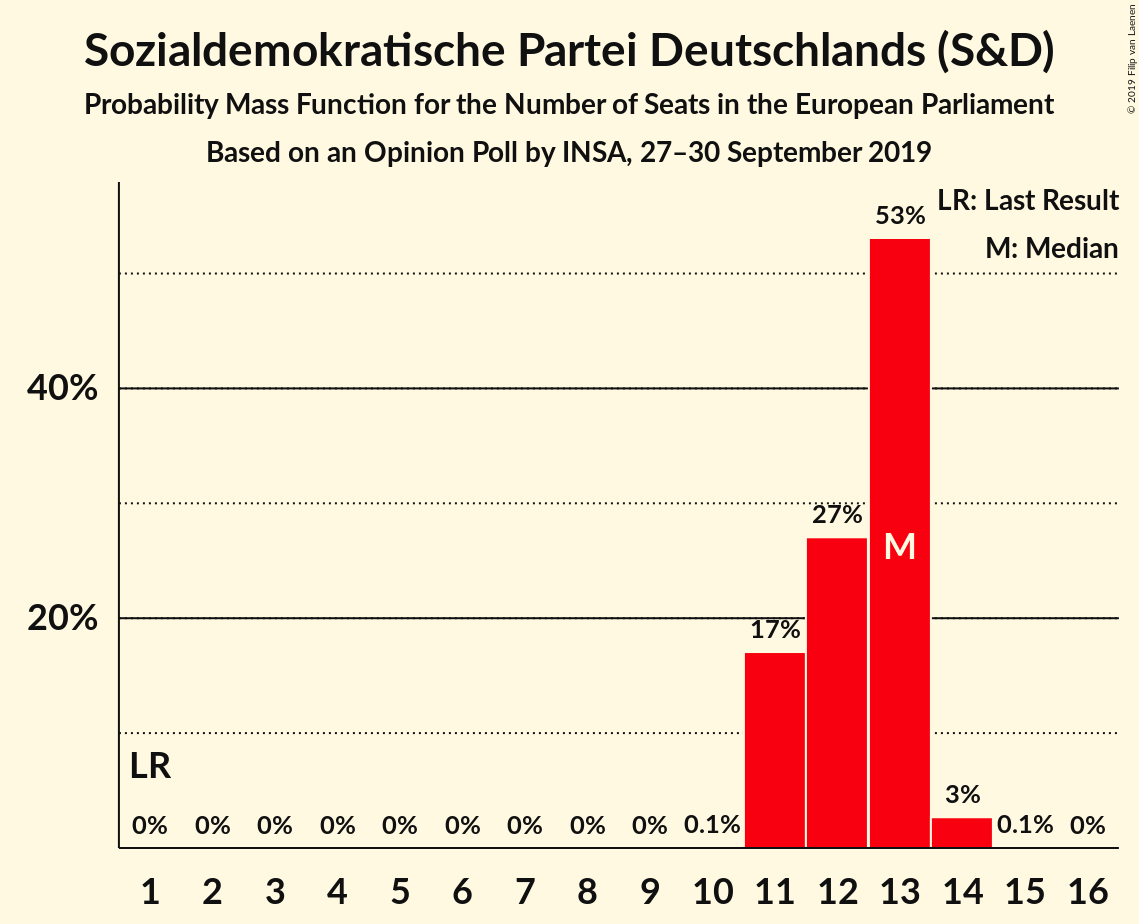 Sozialdemokratische Partei Deutschlands (S&D)
Probability Mass Function for the Number of Seats in the European Parliament
Based on an Opinion Poll by INSA, 27–30 September 2019
© 2019 Filip van Laenen
LR: Last Result
M: Median
53%
40%
27%
M
20%
17%
LR
3%
0% 0% 0% 0% 0% 0% 0% 0% 0% 0.1% 0.1% 0%
1 2 3 4 5 6 7 8 9 10 11 12 13 14 15 16